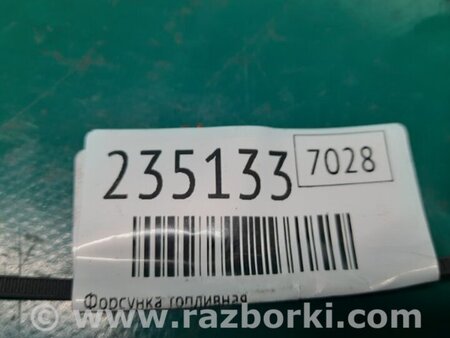 235133 7028
Форсунка топливная
www.razborki.com